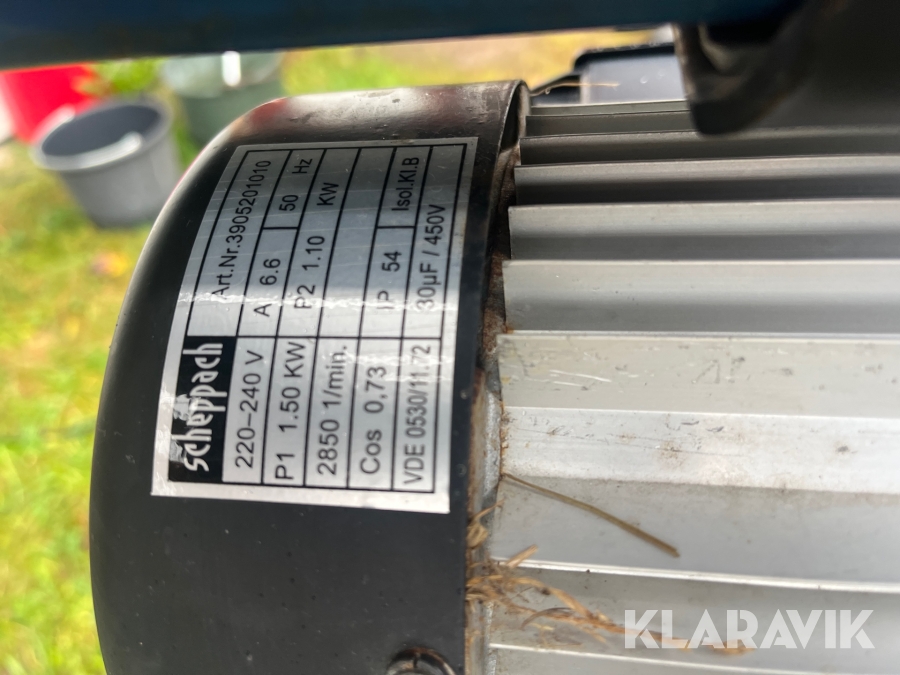 scheppach Art.Nr.3905201010
220–240 V A 6.6 50 Hz
P1 1.50 KW P2 1.10 KW
2850 1/min.
Cos 0,73 IP 54 Isol.Kl.B
VDE 0530/11.72 30µF / 450V
KLARAVIK